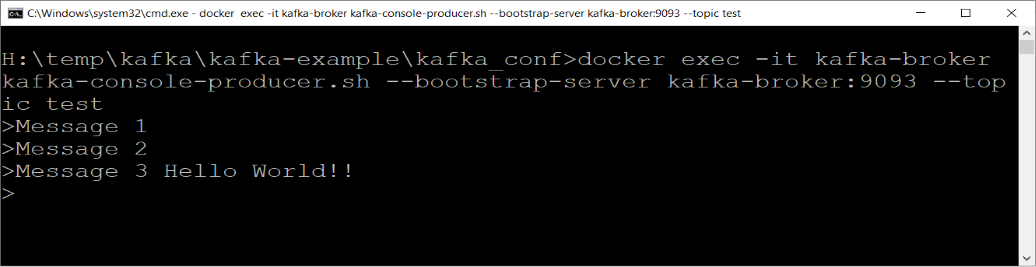 C:\Windows\system32\cmd.exe - docker  exec -it kafka-broker kafka-console-producer.sh --bootstrap-server kafka-broker:9093 --topic test
H:\temp\kafka\kafka-example\kafka_conf>docker exec -it kafka-broker
kafka-console-producer.sh --bootstrap-server kafka-broker:9093 --top
ic test
>Message 1
>Message 2
>Message 3 Hello World!!
>